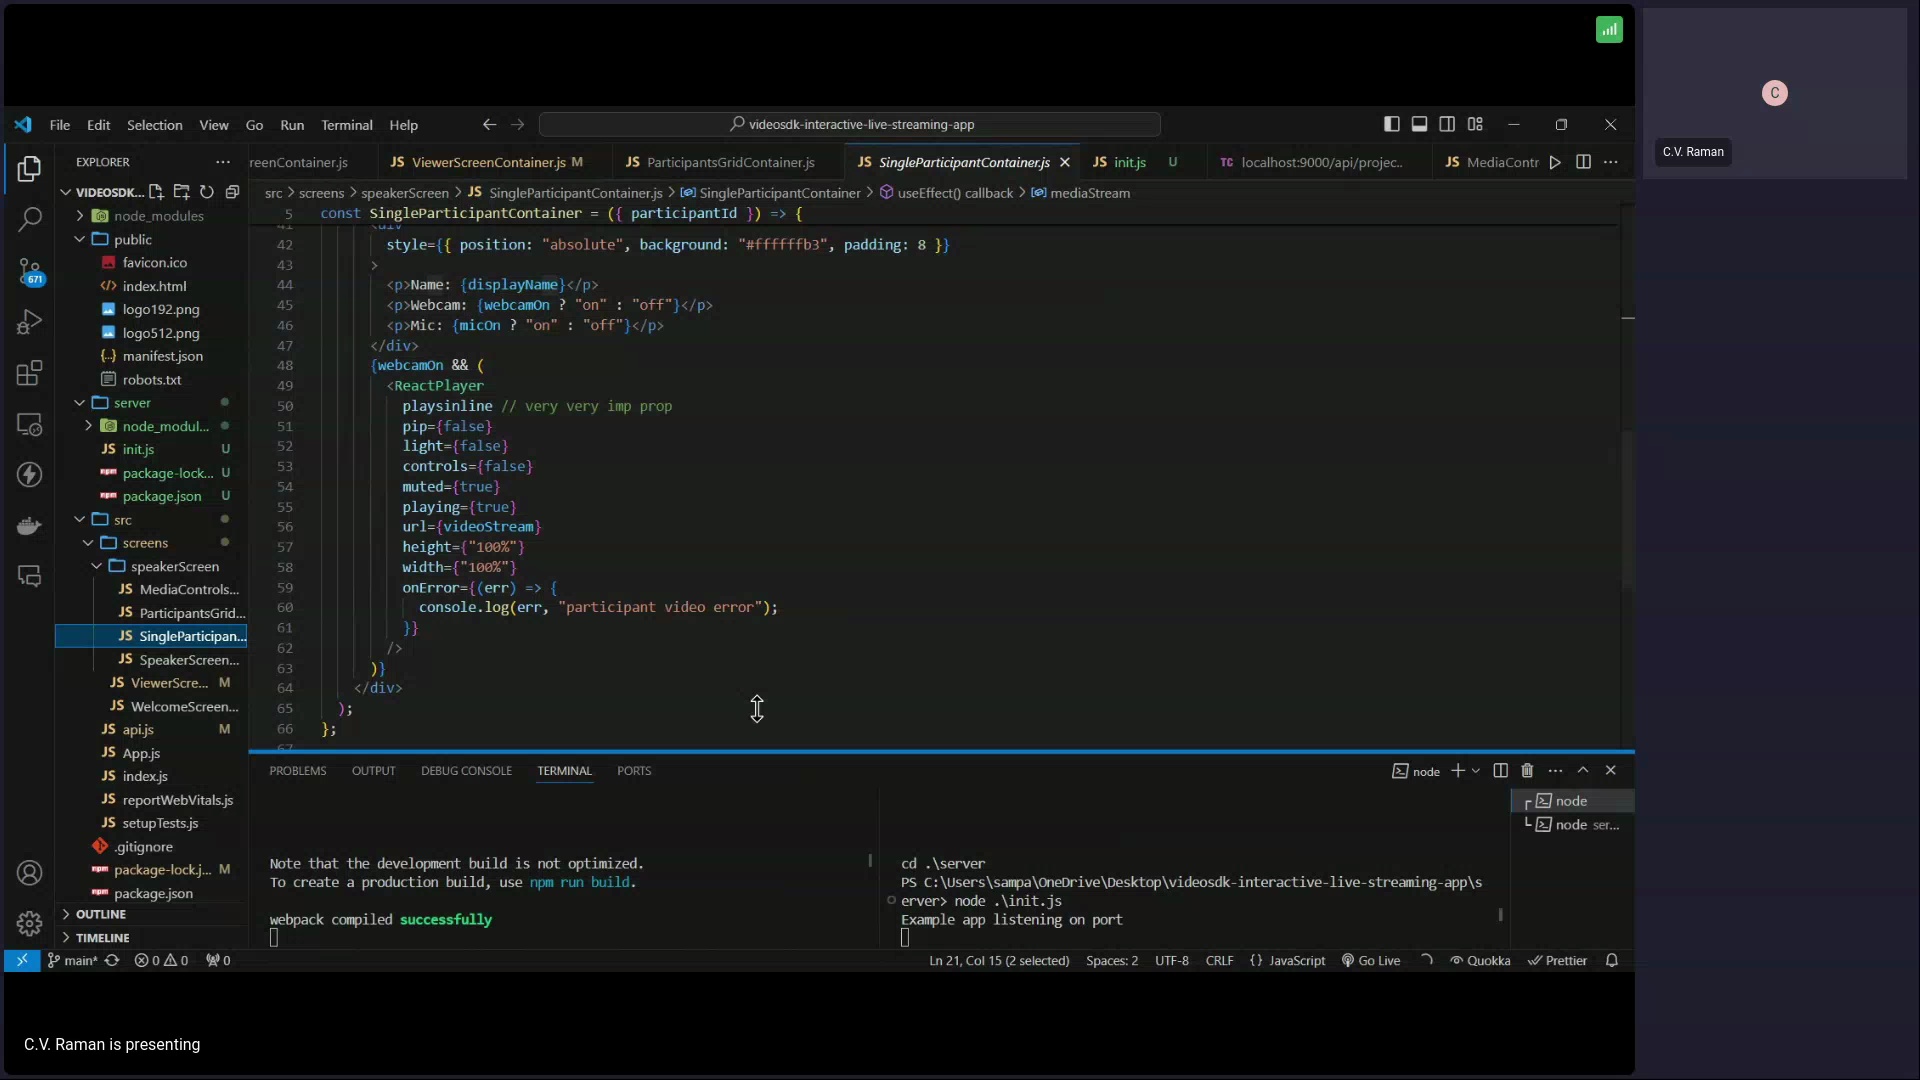 C
C.V. Raman
File Edit Selection View Go Run Terminal Help
videosdk-interactive-live-streaming-app
EXPLORER
reenContainer.js
JS ViewerScreenContainer.js M
JS ParticipantsGridContainer.js
JS SingleParticipantContainer.js
JS init.js U
TC localhost:9000/api/projec..
JS MediaContr
VIDEOSDK...
src > screens > speakerScreen > JS SingleParticipantContainer.js > SingleParticipantContainer > useEffect() callback > mediaStream
node_modules
public
favicon.ico
index.html
logo192.png
logo512.png
manifest.json
robots.txt
server
node_modul...
JS init.js U
package-lock... U
package.json U
src
screens
speakerScreen
JS MediaControls...
JS ParticipantsGrid...
JS SingleParticipan...
JS SpeakerScreen...
JS ViewerScre... M
JS WelcomeScreen...
JS api.js M
JS App.js
JS index.js
JS reportWebVitals.js
JS setupTests.js
.gitignore
package-lock.j... M
package.json
OUTLINE
TIMELINE
671
5 const SingleParticipantContainer = ({ participantId }) => {
41 <div
42 style={{ position: "absolute", background: "#ffffffb3", padding: 8 }}
43 >
44 <p>Name: {displayName}</p>
45 <p>Webcam: {webcamOn ? "on" : "off"}</p>
46 <p>Mic: {micOn ? "on" : "off"}</p>
47 </div>
48 {webcamOn && (
49 <ReactPlayer
50 playsinline // very very imp prop
51 pip={false}
52 light={false}
53 controls={false}
54 muted={true}
55 playing={true}
56 url={videoStream}
57 height={"100%"}
58 width={"100%"}
59 onError={(err) => {
60 console.log(err, "participant video error");
61 }}
62 />
63 )}
64 </div>
65 );
66 };
67
PROBLEMS OUTPUT DEBUG CONSOLE TERMINAL PORTS
node
Note that the development build is not optimized.
To create a production build, use npm run build.
webpack compiled successfully
cd .\server
PS C:\Users\sampa\OneDrive\Desktop\videosdk-interactive-live-streaming-app\s
erver> node .\init.js
Example app listening on port
node
node ser...
main* 0 0 0
Ln 21, Col 15 (2 selected) Spaces: 2 UTF-8 CRLF {} JavaScript Go Live Quokka Prettier
C.V. Raman is presenting